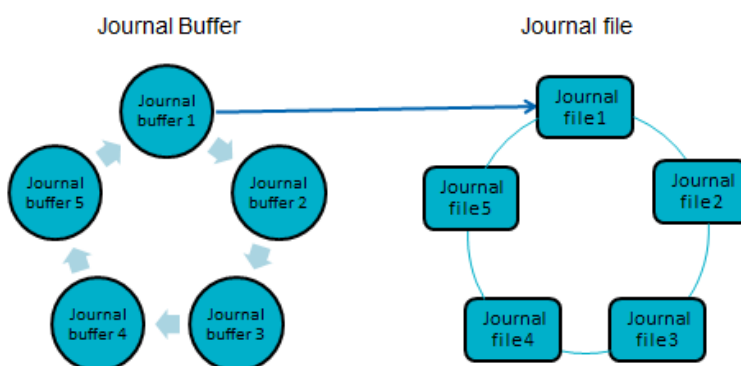 Journal Buffer
Journal file
Journal
buffer 1
Journal
buffer 2
Journal
buffer 3
Journal
buffer 4
Journal
buffer 5
Journal
file1
Journal
file2
Journal
file3
Journal
file4
Journal
file5